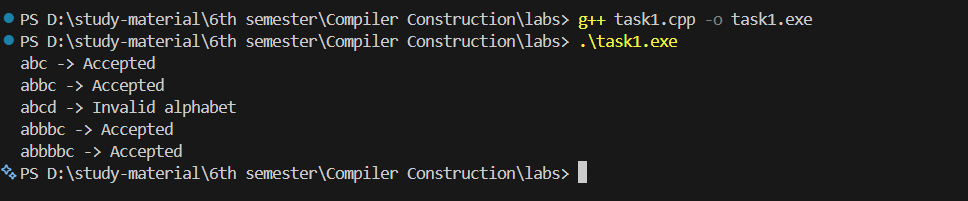 PS D:\study-material\6th semester\Compiler Construction\labs> g++ task1.cpp -o task1.exe
PS D:\study-material\6th semester\Compiler Construction\labs> .\task1.exe
abc -> Accepted
abbc -> Accepted
abcd -> Invalid alphabet
abbbc -> Accepted
abbbbc -> Accepted
PS D:\study-material\6th semester\Compiler Construction\labs>